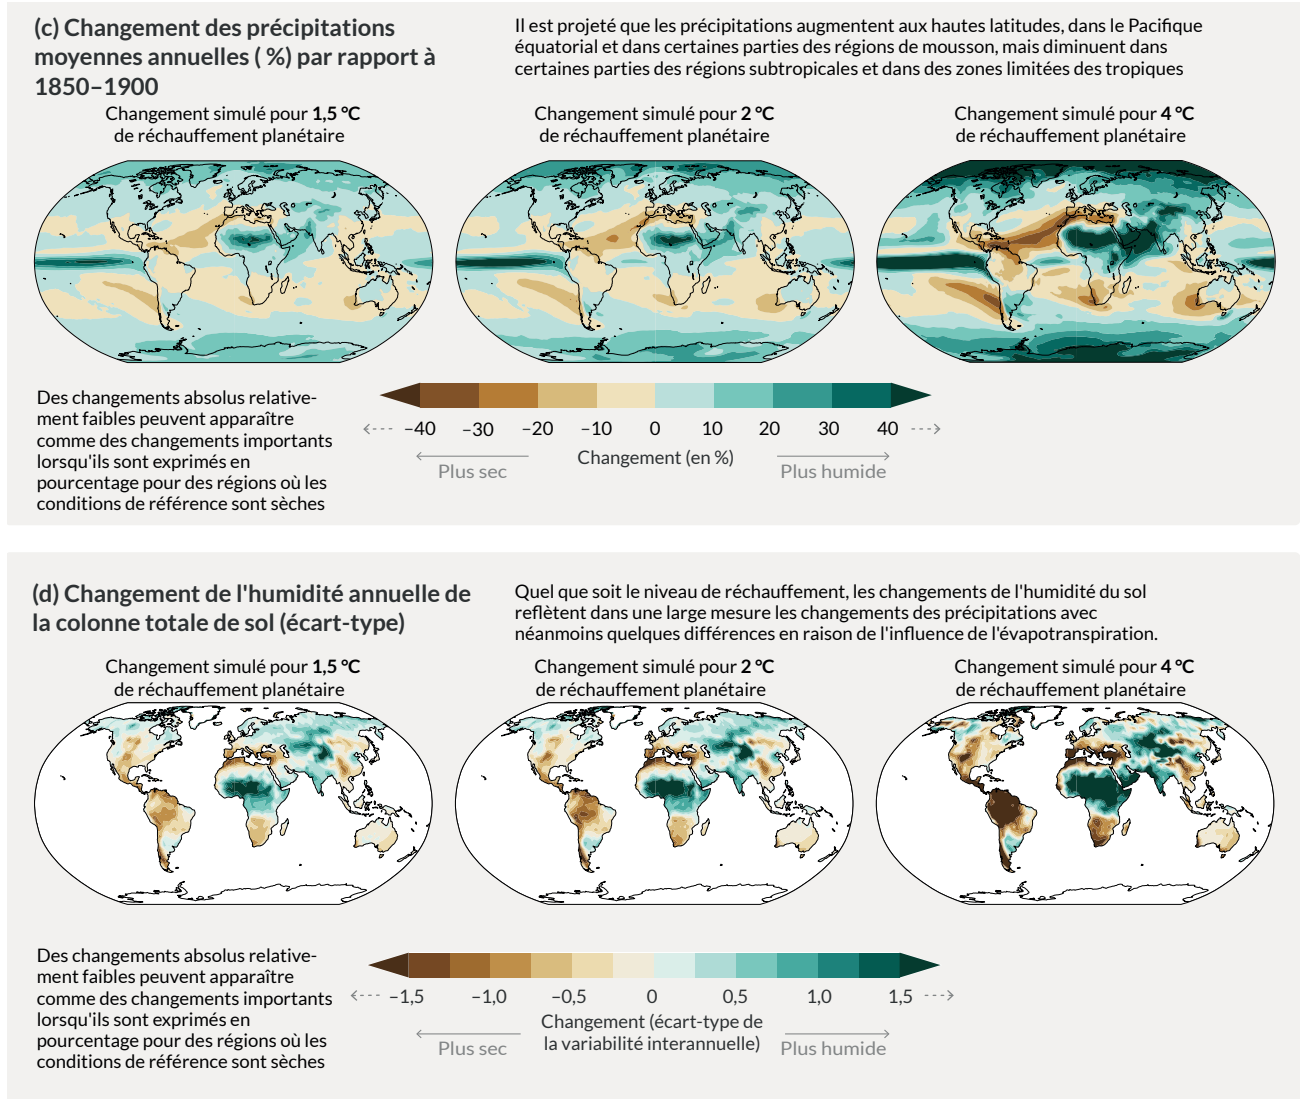 (c) Changement des précipitations
moyennes annuelles ( %) par rapport à
1850–1900
Il est projeté que les précipitations augmentent aux hautes latitudes, dans le Pacifique
équatorial et dans certaines parties des régions de mousson, mais diminuent dans
certaines parties des régions subtropicales et dans des zones limitées des tropiques
Changement simulé pour 1,5 °C
de réchauffement planétaire
Changement simulé pour 2 °C
de réchauffement planétaire
Changement simulé pour 4 °C
de réchauffement planétaire
Des changements absolus relative-
ment faibles peuvent apparaître
comme des changements importants
lorsqu'ils sont exprimés en
pourcentage pour des régions où les
conditions de référence sont sèches
–40 –30 –20 –10 0 10 20 30 40
Changement (en %)
Plus sec
Plus humide
(d) Changement de l'humidité annuelle de
la colonne totale de sol (écart-type)
Quel que soit le niveau de réchauffement, les changements de l'humidité du sol
reflètent dans une large mesure les changements des précipitations avec
néanmoins quelques différences en raison de l'influence de l'évapotranspiration.
Changement simulé pour 1,5 °C
de réchauffement planétaire
Changement simulé pour 2 °C
de réchauffement planétaire
Changement simulé pour 4 °C
de réchauffement planétaire
Des changements absolus relative-
ment faibles peuvent apparaître
comme des changements importants
lorsqu'ils sont exprimés en
pourcentage pour des régions où les
conditions de référence sont sèches
–1,5 –1,0 –0,5 0 0,5 1,0 1,5
Changement (écart-type de
la variabilité interannuelle)
Plus sec
Plus humide